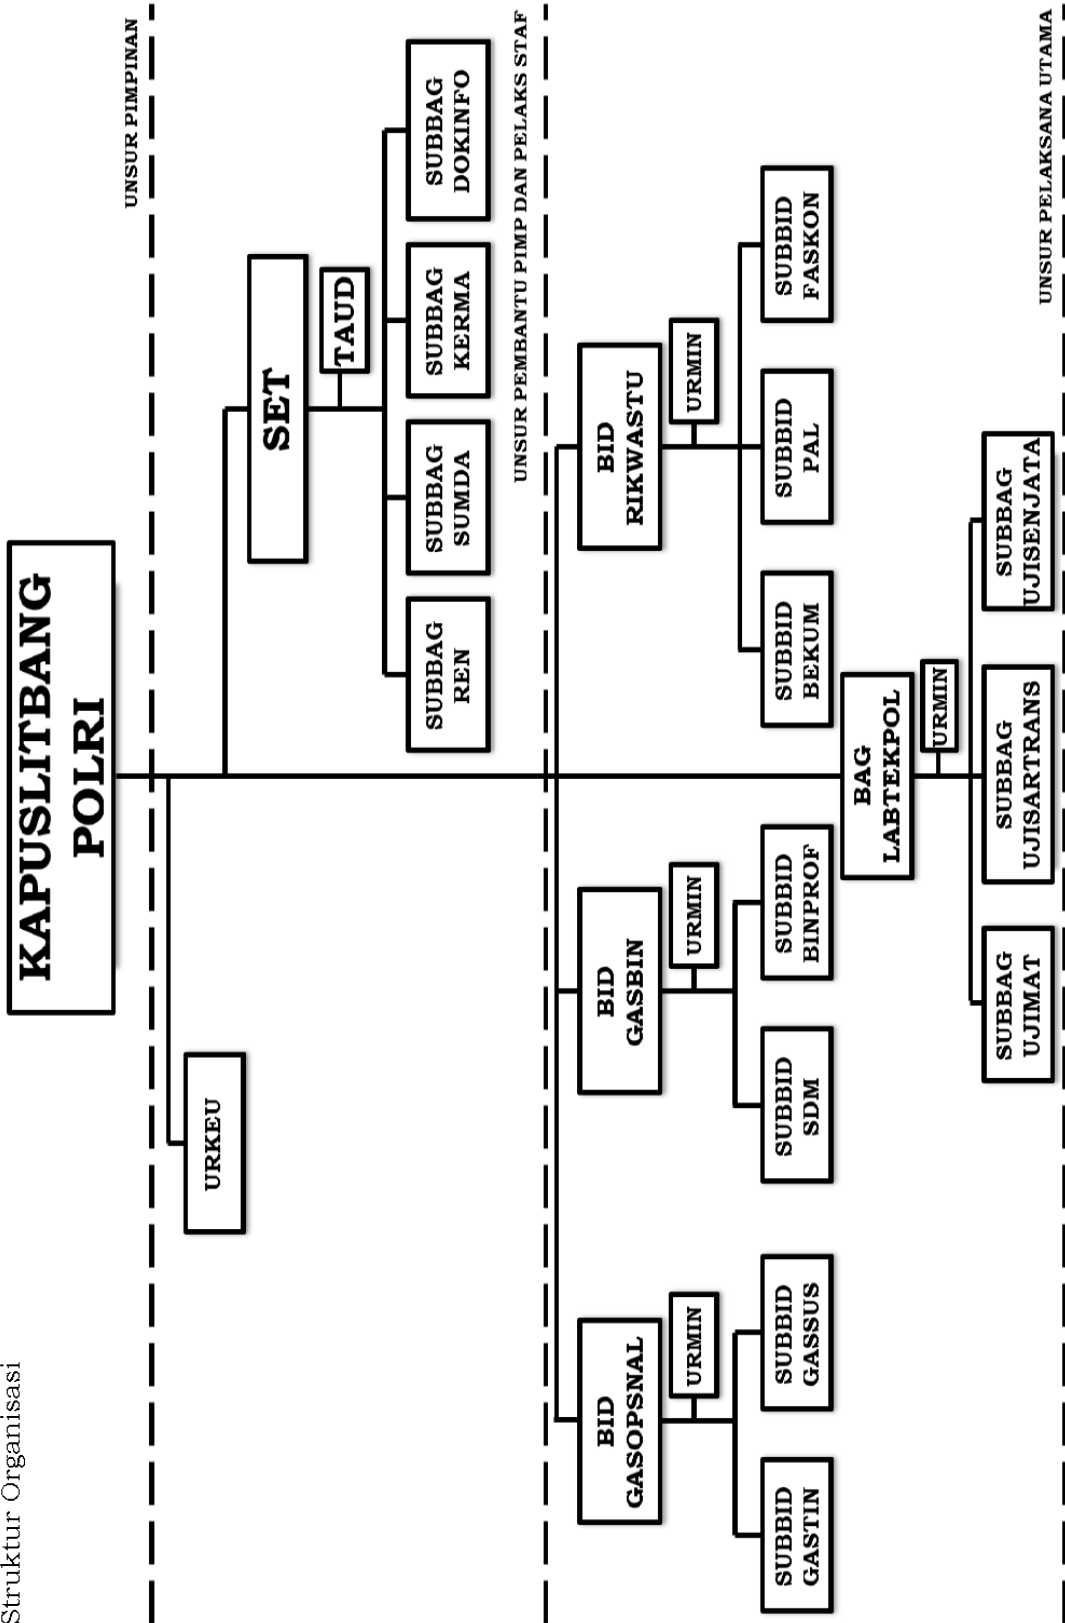 Struktur Organisasi
KAPUSLITBANG
POLRI
UNSUR PIMPINAN
URKEU
SET
TAUD
SUBBAG
REN
SUBBAG
SUMDA
SUBBAG
KERMA
SUBBAG
DOKINFO
UNSUR PEMBANTU PIMP DAN PELAKS STAF
BID
GASOPSNAL
BID
GASBIN
BID
RIKWASTU
URMIN
URMIN
URMIN
SUBBID
GASTIN
SUBBID
GASSUS
SUBBID
SDM
SUBBID
BINPROF
SUBBID
BEKUM
SUBBID
PAL
SUBBID
FASKON
BAG
LABTEKPOL
URMIN
SUBBAG
UJIMAT
SUBBAG
UJISARTRANS
SUBBAG
UJISENJATA
UNSUR PELAKSANA UTAMA